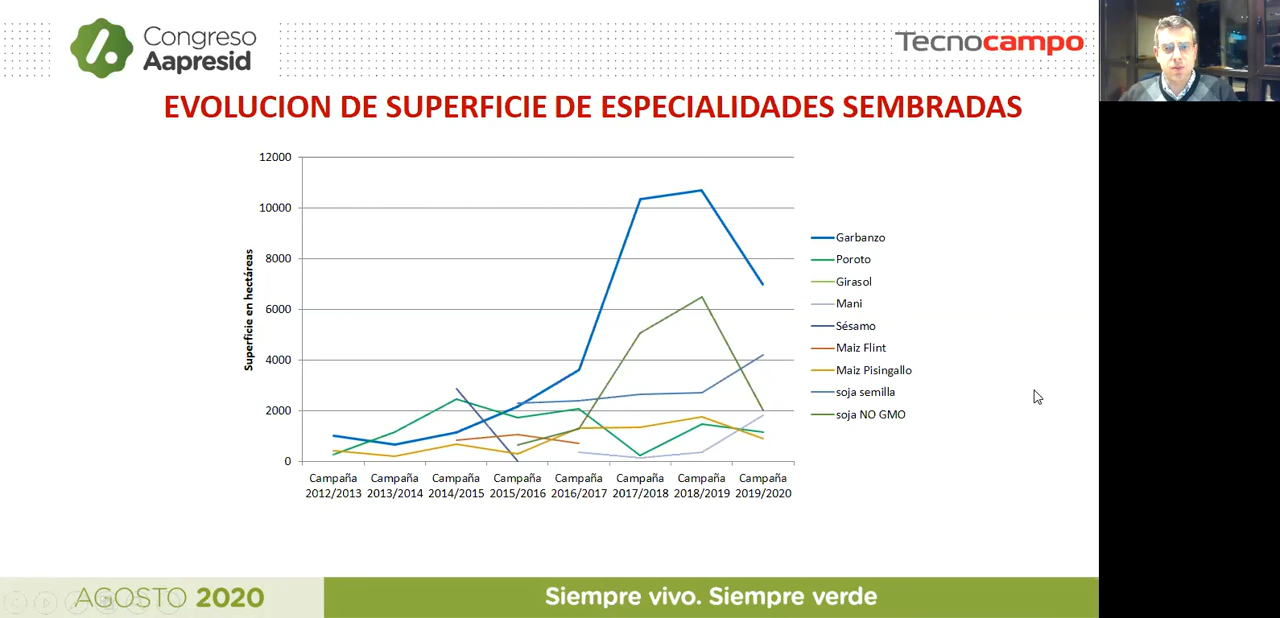 Congreso
Aapresid
Tecnocampo
EVOLUCION DE SUPERFICIE DE ESPECIALIDADES SEMBRADAS
Superficie en hectáreas
12000
10000
8000
6000
4000
2000
0
Campaña 2012/2013
Campaña 2013/2014
Campaña 2014/2015
Campaña 2015/2016
Campaña 2016/2017
Campaña 2017/2018
Campaña 2018/2019
Campaña 2019/2020
Garbanzo
Poroto
Girasol
Mani
Sésamo
Maiz Flint
Maiz Pisingallo
soja semilla
soja NO GMO
AGOSTO 2020
Siempre vivo. Siempre verde